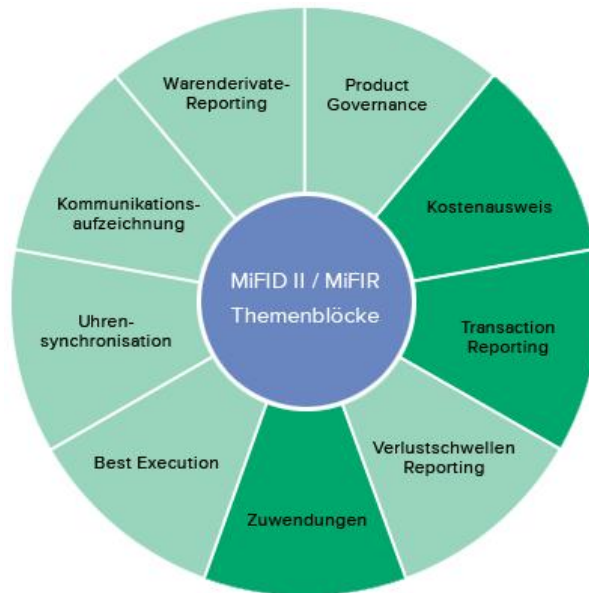 Warenderivate-
Reporting
Product
Governance
Kostenausweis
Transaction
Reporting
Verlustschwellen
Reporting
Zuwendungen
Best Execution
Uhren-
synchronisation
Kommunikations-
aufzeichnung
MiFID II / MiFIR
Themenblöcke